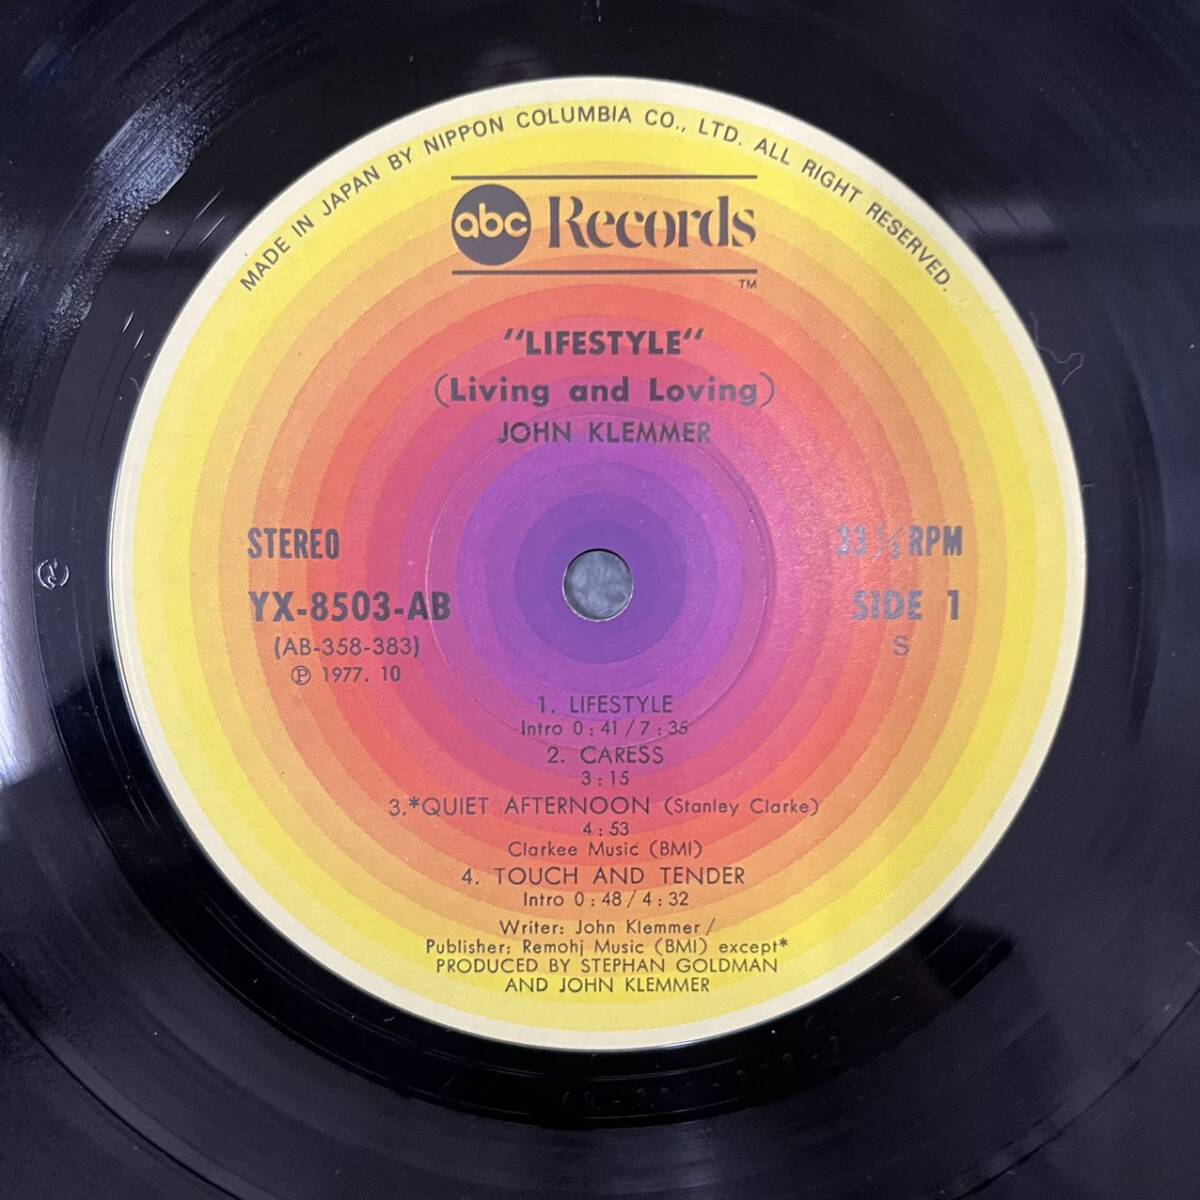 MADE IN JAPAN BY NIPPON COLUMBIA CO., LTD. ALL RIGHT RESERVED.
abc Records
TM
"LIFESTYLE"
(Living and Loving)
JOHN KLEMMER
STEREO
33 1/3 RPM
YX-8503-AB
SIDE 1
(AB-358-383)
S
Ⓟ 1977. 10
1. LIFESTYLE
Intro 0 : 41 / 7 : 35
2. CARESS
3 : 15
3.*QUIET AFTERNOON (Stanley Clarke)
4 : 53
Clarkee Music (BMI)
4. TOUCH AND TENDER
Intro 0 : 48 / 4 : 32
Writer: John Klemmer /
Publisher: Remohj Music (BMI) except*
PRODUCED BY STEPHAN GOLDMAN
AND JOHN KLEMMER